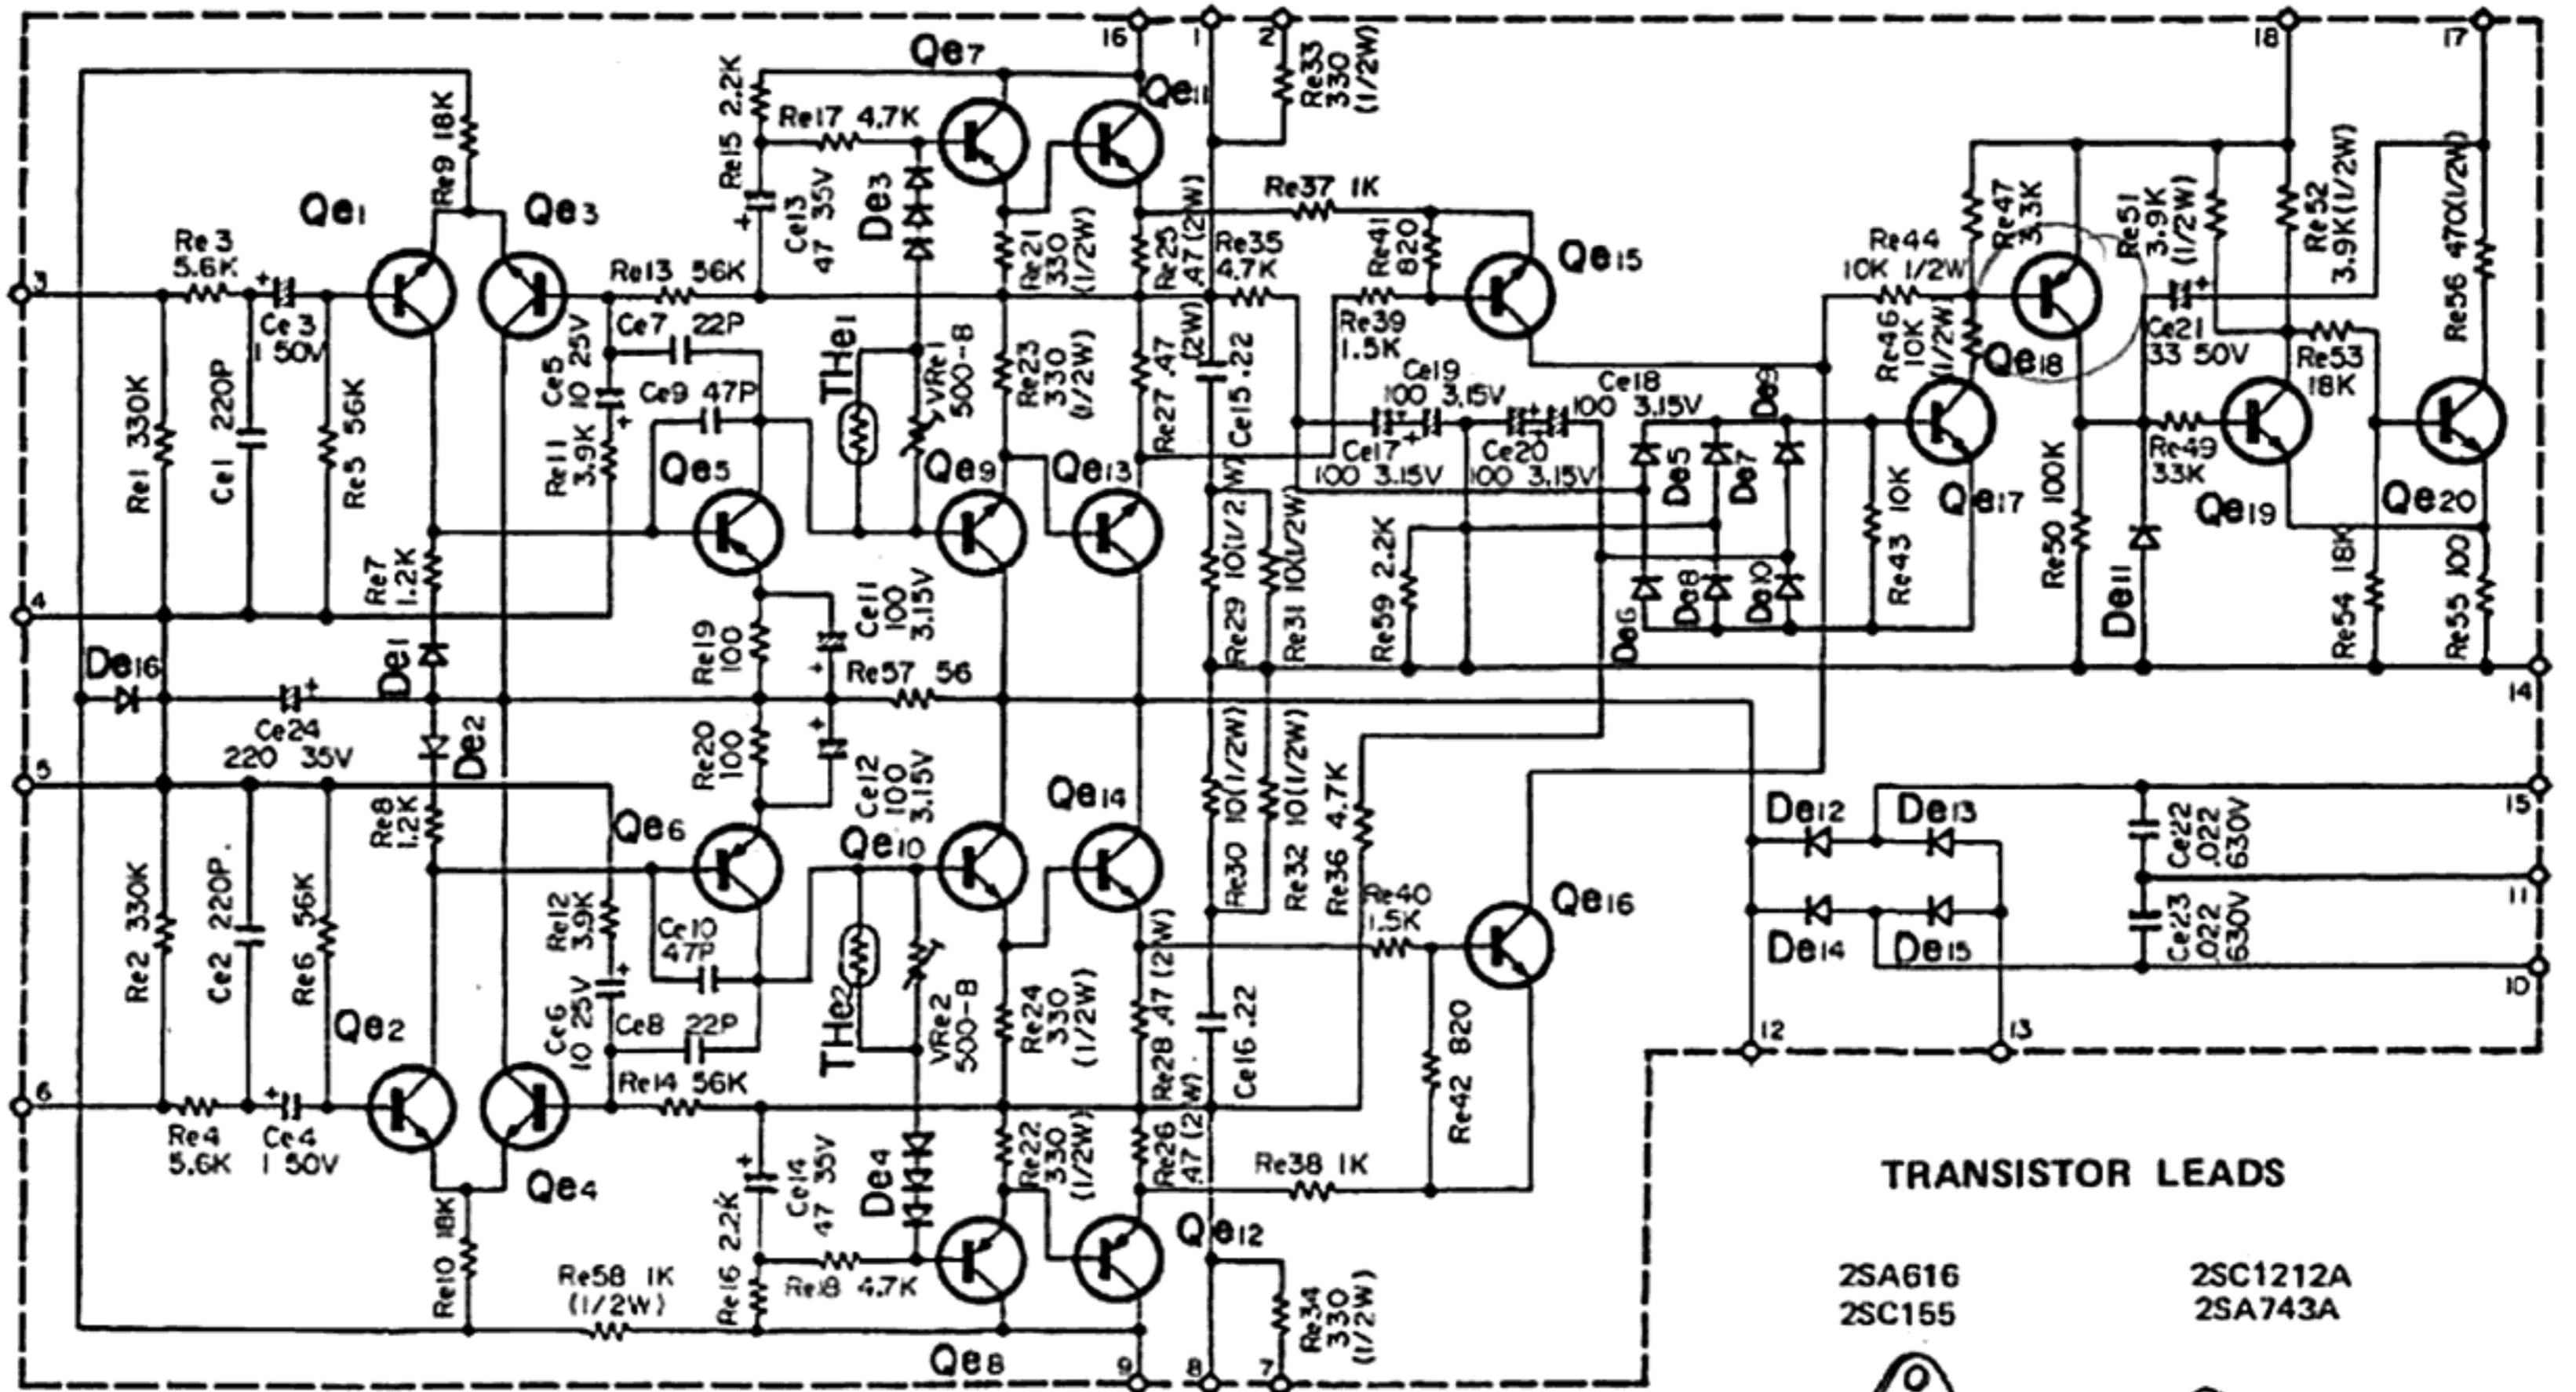 16
1
2
18
17
Qe7
Qe11
Re15 2.2K
Re17 4.7K
Re33
330
(1/2W)
Re9 18K
Qe1
Qe3
Re3
5.6K
3
Ce3
1 50V
Re13 56K
Ce13
47 35V
De3
Re21
330
(1/2W)
Re25
.47 (2W)
Re37 1K
Re35
4.7K
Re41
820
Qe15
Re39
1.5K
Re44
10K 1/2W
Re47
3.3K
Re51
3.9K
(1/2W)
Re52
3.9K(1/2W)
Re56 470(1/2W)
Re46
10K
(1/2W)
Qe18
Ce21
33 50V
Re53
18K
Ce7 22P
Ce5
10 25V
Ce9 47P
THe1
VRe1
500-B
Re23
330
(1/2W)
Re27 .47
(2W)
Ce15 .22
Ce19
100 3.15V
Ce18
100 3.15V
De9
Re1 330K
Ce1 220P
Re5 56K
Re11
3.9K
Qe5
Qe9
Qe13
Ce17
100 3.15V
Ce20
100 3.15V
De5
De7
Qe17
Re49
33K
Qe19
Qe20
Re7
1.2K
Re29 10(1/2W)
Re31 10(1/2W)
Re59 2.2K
De6
De8
De10
Re43 10K
Re50 100K
De11
Re54 18K
Re55 100
4
De16
De1
Re19
100
Ce11
100
3.15V
Re57 56
14
Ce24
220 35V
De2
Re20
100
Ce12
100
3.15V
5
Re8
1.2K
Qe6
Qe10
Qe14
Re30 10(1/2W)
Re32 10(1/2W)
Re36 4.7K
De12
De13
De14
De15
Ce22
.022
630V
15
11
Ce23
.022
630V
10
Re2 330K
Ce2 220P.
Re6 56K
Re12
3.9K
Ce10
47P
Re40
1.5K
Qe16
Qe2
Ce6
10 25V
Ce8 22P
THe2
VRe2
500-B
Re24
330
(1/2W)
Re28 .47 (2W)
Ce16 .22
12
13
6
Re4
5.6K
Ce4
1 50V
Re14 56K
Re42 820
Qe4
Ce14
47 35V
De4
Re22
330
(1/2W)
Re26
.47 (2W)
Re38 1K
Re10 18K
Re58 1K
(1/2W)
Re16 2.2K
Re18 4.7K
Qe12
Re34
330
(1/2W)
Qe8
9
8
7
TRANSISTOR LEADS
2SA616
2SC155
2SC1212A
2SA743A